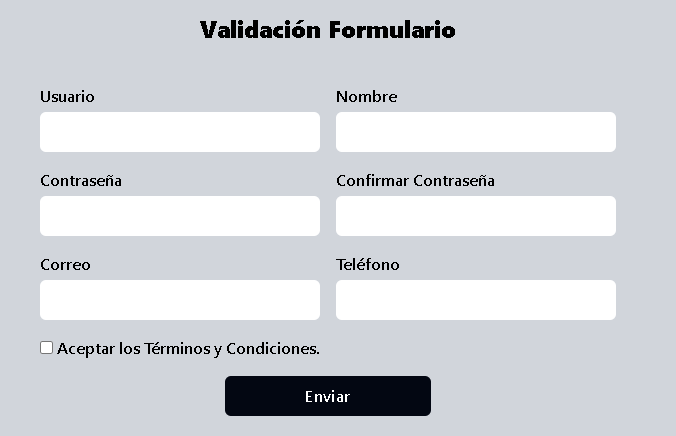 Validación Formulario
Usuario
Nombre
Contraseña
Confirmar Contraseña
Correo
Teléfono
Aceptar los Términos y Condiciones.
Enviar